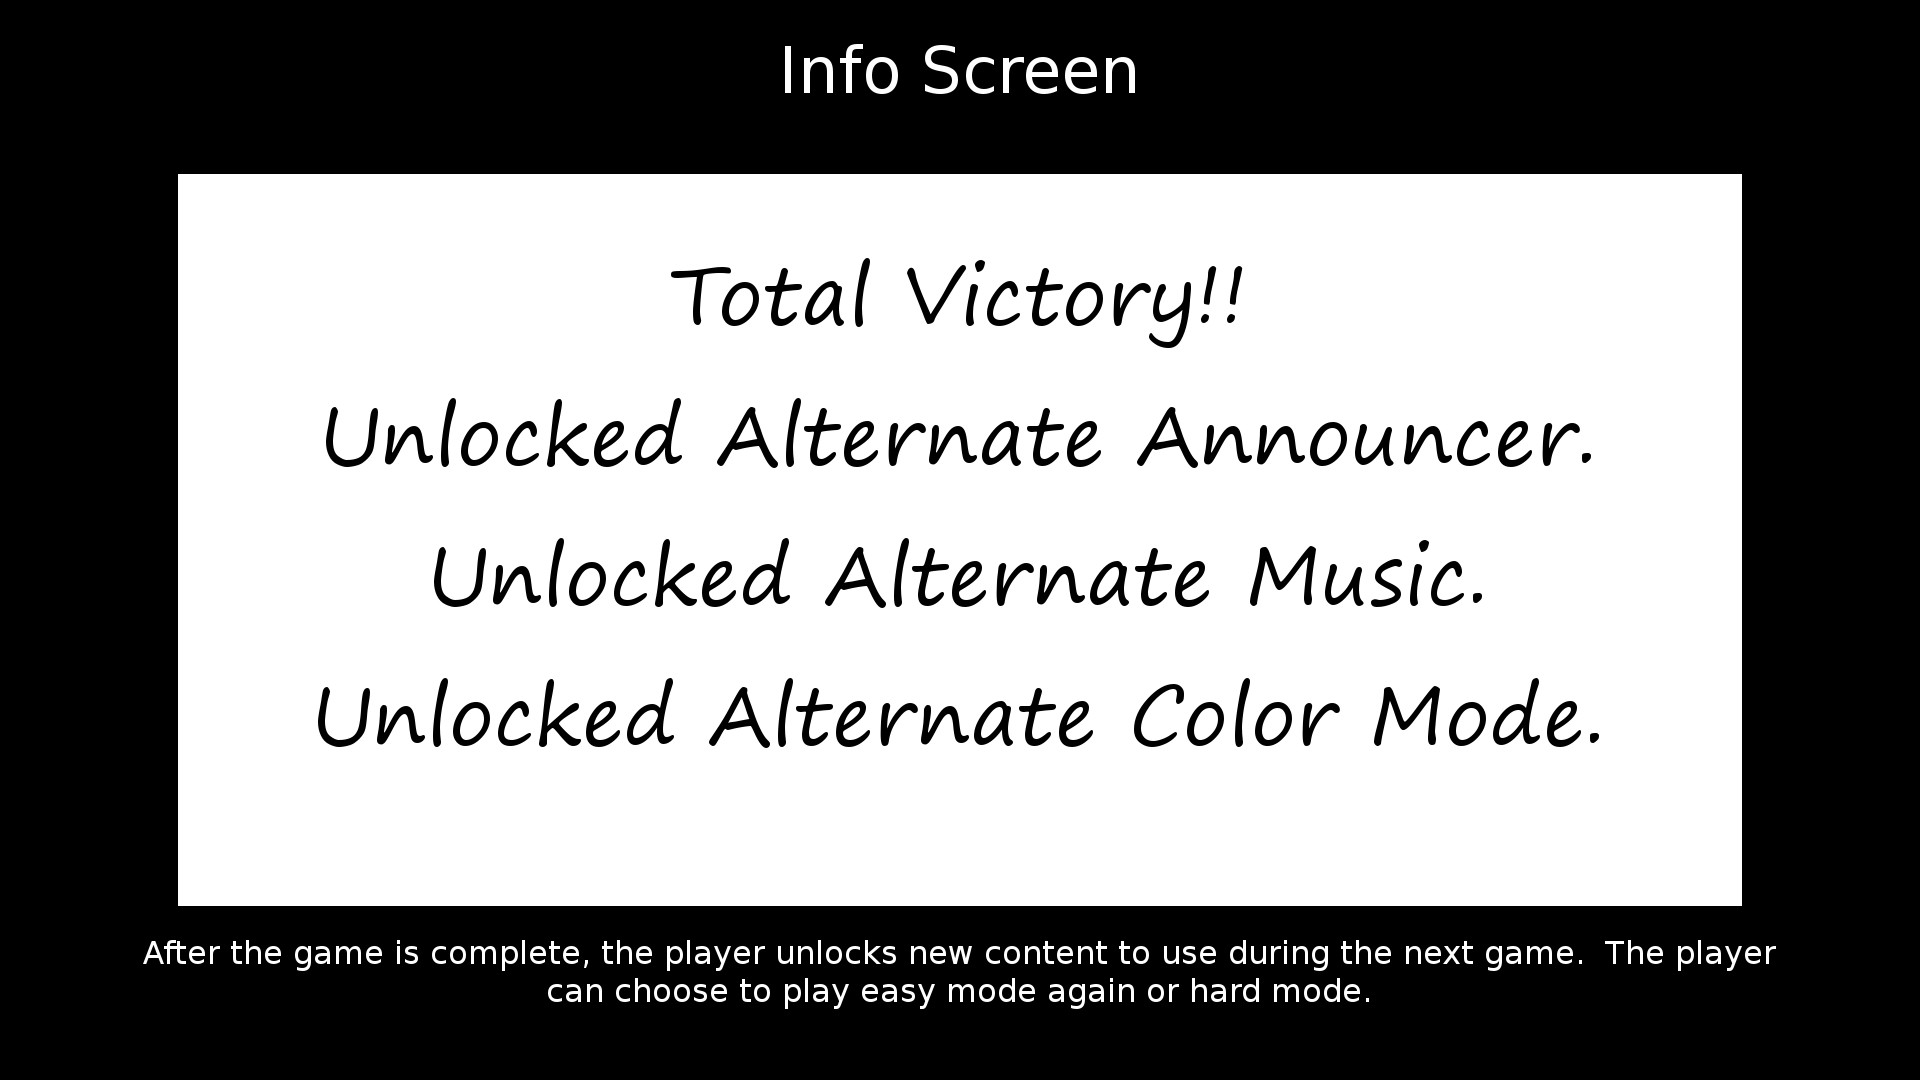 Info Screen
Total Victory!!
Unlocked Alternate Announcer.
Unlocked Alternate Music.
Unlocked Alternate Color Mode.
After the game is complete, the player unlocks new content to use during the next game.  The player
can choose to play easy mode again or hard mode.